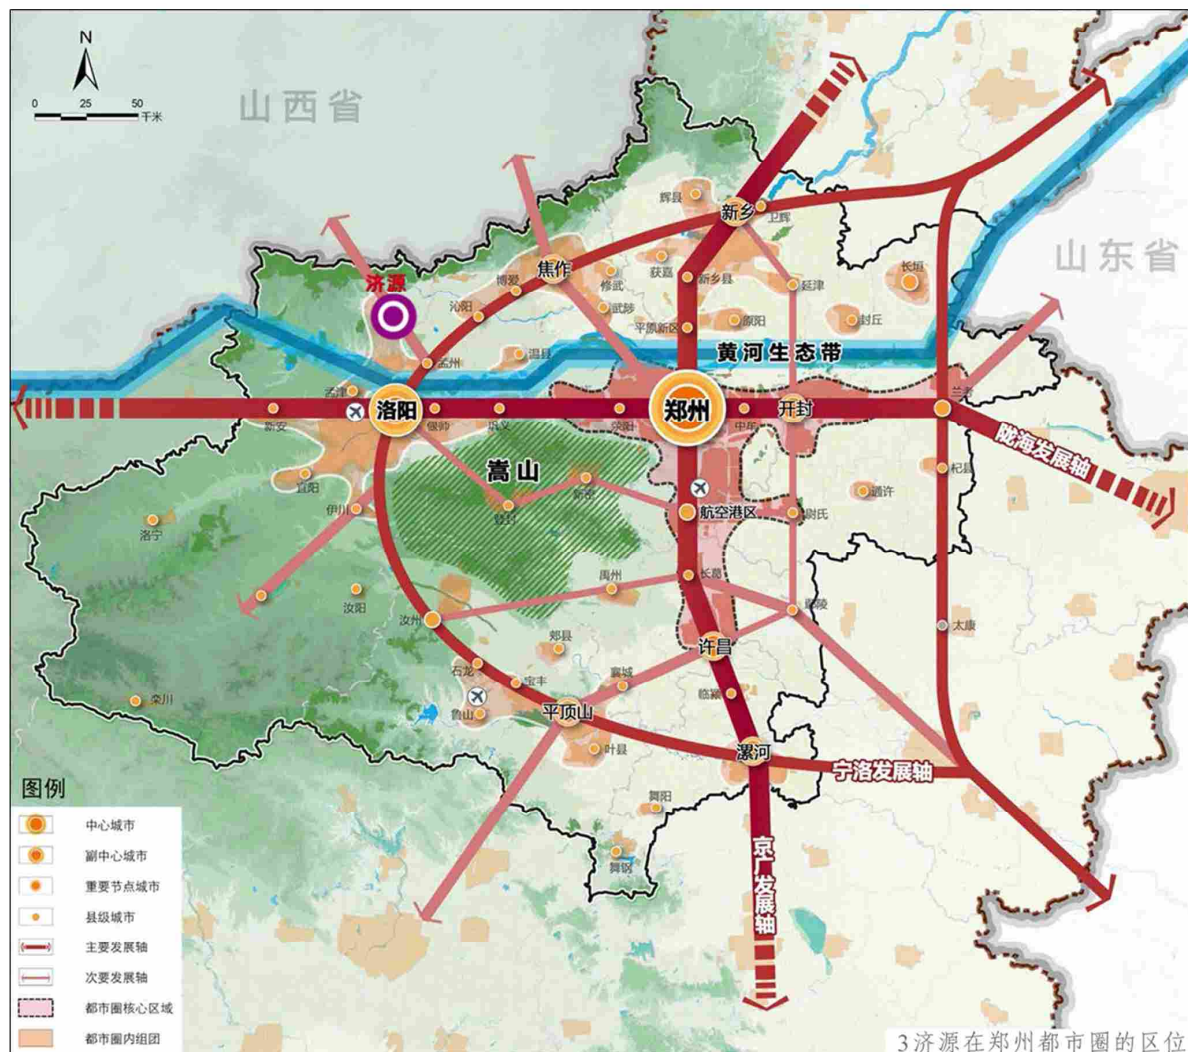 N
0 25 50
千米
山西省
山东省
辉县
新乡
卫辉
济源
焦作
博爱
修武
获嘉
新乡县
延津
长垣
沁阳
武陟
平原新区
原阳
封丘
温县
孟州
黄河生态带
孟津
兰考
新安
洛阳
偃师
巩义
荥阳
郑州
中牟
开封
陇海发展轴
嵩山
杞县
宜阳
新密
通许
伊川
登封
航空港区
尉氏
洛宁
长葛
禹州
汝阳
鄢陵
汝州
太康
郏县
许昌
石龙
襄城
宝丰
临颍
栾川
鲁山
平顶山
叶县
漯河
宁洛发展轴
舞阳
舞钢
京广发展轴
图例
中心城市
副中心城市
重要节点城市
县级城市
主要发展轴
次要发展轴
都市圈核心区域
都市圈内组团
3济源在郑州都市圈的区位